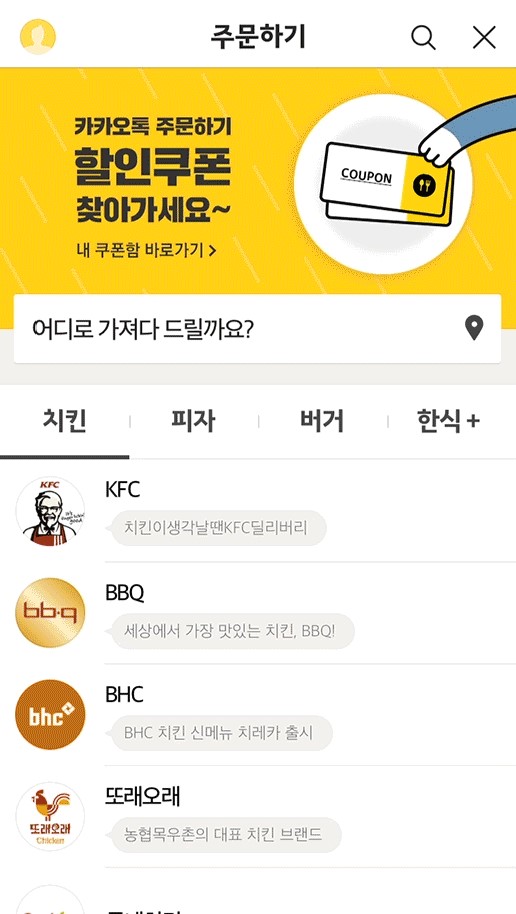 주문하기
카카오톡 주문하기
할인쿠폰
찾아가세요~
내 쿠폰함 바로가기 >
COUPON
어디로 가져다 드릴까요?
치킨 피자 버거 한식+
KFC
KFC
치킨이생각날땐KFC딜리버리
bb.q
BBQ
세상에서 가장 맛있는 치킨, BBQ!
bhc
BHC
BHC 치킨 신메뉴 치레카 출시
또래오래
Chicken
또래오래
농협목우촌의 대표 치킨 브랜드